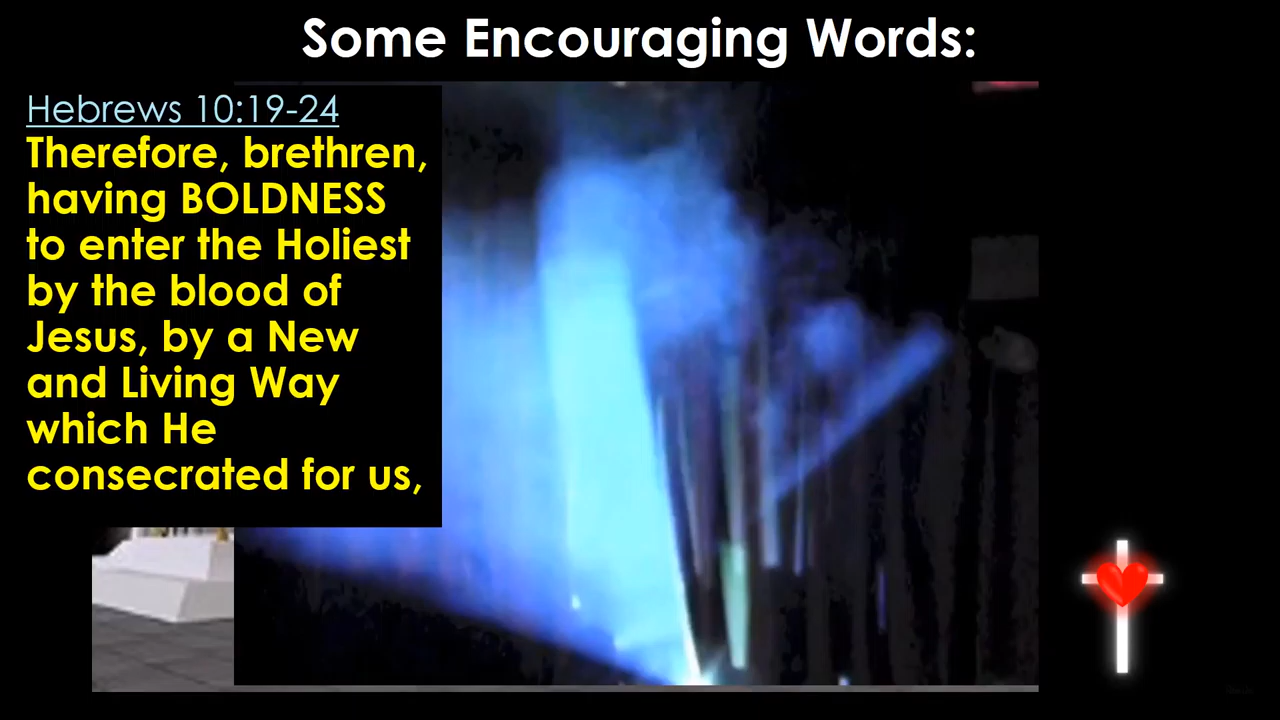 Some Encouraging Words:
Hebrews 10:19-24
Therefore, brethren,
having BOLDNESS
to enter the Holiest
by the blood of
Jesus, by a New
and Living Way
which He
consecrated for us,